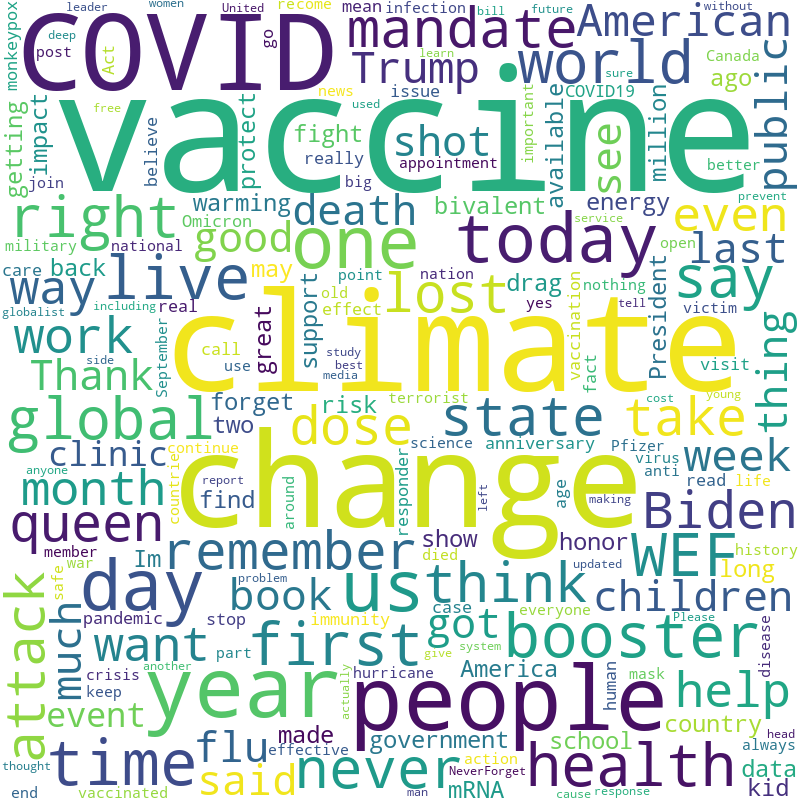 leader
women
United
recome
infection
bill
future
without
COVID
mandate
American
monkeypox
deep
post
Act
go
mean
learn
sure
Canada
Trump
world
public
free
news
issue
used
COVID19
ago
vaccine
getting
impact
believe
protect
fight
really
shot
appointment
available
important
see
million
better
join
big
prevent
right
warming
death
bivalent
energy
even
Omicron
good
one
today
service
open
last
military
national
care
back
may
point
nation
drag
nothing
say
way
live
old
lost
yes
tell
President
victim
globalist
including
real
effect
support
work
September
great
climate
vaccination
thing
call
study
fact
visit
side
use
best
media
Thank
forget
risk
terrorist
cost
young
global
two
dose
state
take
clinic
continue
science
anniversary
Pfizer
virus
week
anyone
countrie
change
anti
read
life
month
report
find
around
responder
left
age
making
queen
Biden
member
remember
show
honor
history
attack
war
Im
died
WEF
long
safe
problem
updated
day
book
us
think
children
much
pandemic
stop
immunity
case
everyone
Please
want
part
first
got
booster
disease
crisis
another
system
keep
actually
give
hurricane
America
human
mask
year
people
help
event
made
country
thought
flu
effective
government
school
always
time
said
never
action
NeverForget
health
data
head
end
vaccinated
man
mRNA
cause
response
kid